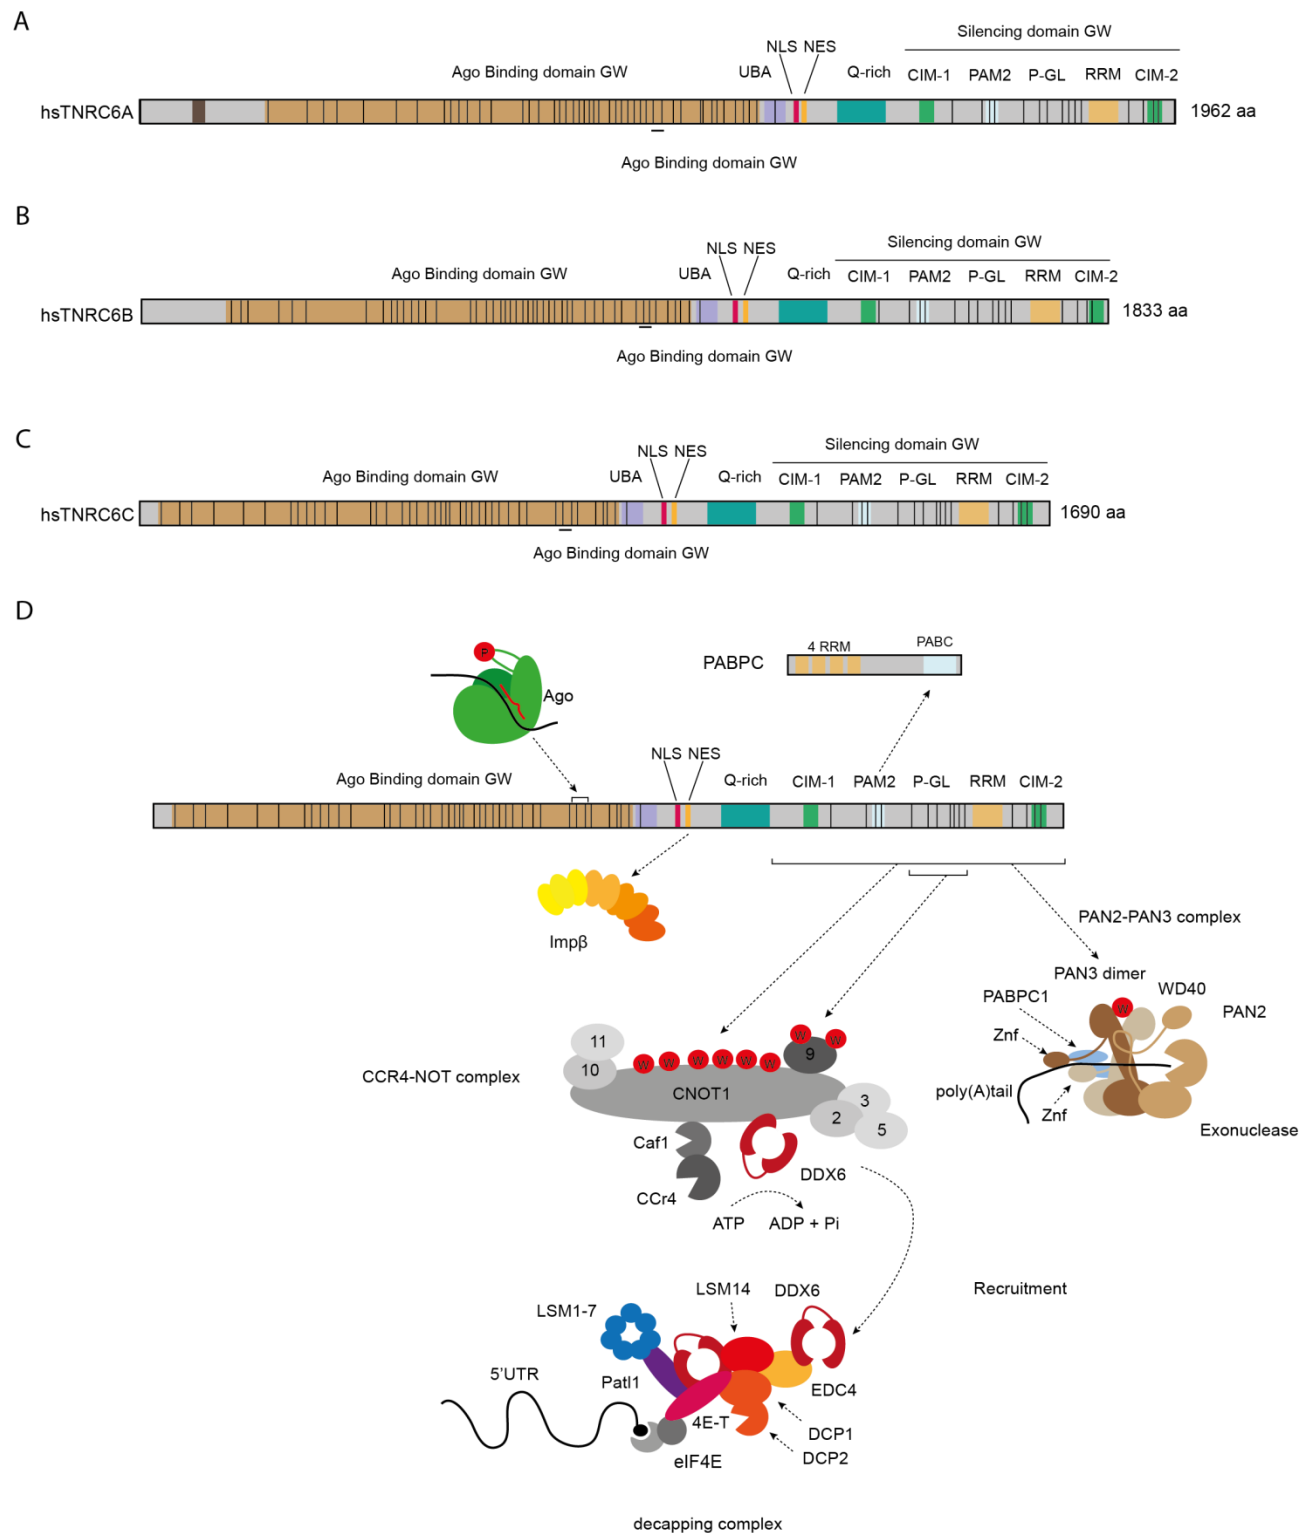 A
Silencing domain GW
NLS NES
Ago Binding domain GW UBA Q-rich CIM-1 PAM2 P-GL RRM CIM-2
hsTNRC6A 1962 aa
Ago Binding domain GW
B
Silencing domain GW
NLS NES
Ago Binding domain GW UBA Q-rich CIM-1 PAM2 P-GL RRM CIM-2
hsTNRC6B 1833 aa
Ago Binding domain GW
C
Silencing domain GW
NLS NES
Ago Binding domain GW UBA Q-rich CIM-1 PAM2 P-GL RRM CIM-2
hsTNRC6C 1690 aa
Ago Binding domain GW
D
4 RRM PABC
P
PABPC
Ago
NLS NES
Ago Binding domain GW Q-rich CIM-1 PAM2 P-GL RRM CIM-2
Impβ
PAN2-PAN3 complex
PAN3 dimer
WD40
PABPC1
W
PAN2
Znf
11
W W
9
10
W W W W W W
CCR4-NOT complex
CNOT1
poly(A)tail
Znf
3
2
5
Exonuclease
Caf1
DDX6
CCr4
ATP ADP + Pi
LSM14 DDX6
Recruitment
LSM1-7
5'UTR
Patl1
EDC4
4E-T
DCP1
eIF4E
DCP2
decapping complex